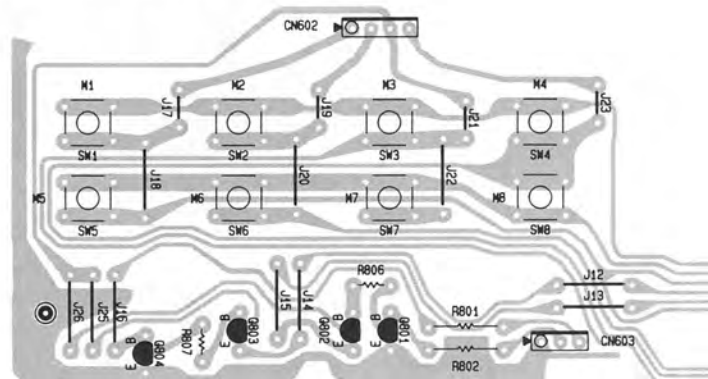 CN602
M1
M2
M3
M4
J17
J19
J21
J23
SW1
SW2
SW3
SW4
J18
J20
J22
M5
M6
M7
M8
SW5
SW6
SW7
SW8
R806
J12
J13
J26
J25
J16
J15
J14
R801
R802
R807
B
Q803
E
Q802
B
E
Q801
B
E
B
Q804
E
CN603